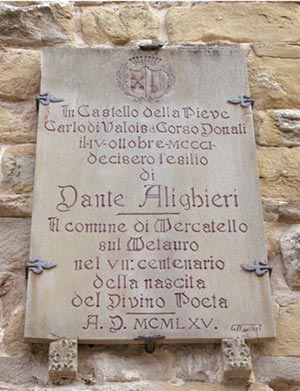 In Castello della Pieve
Carlo di Valois e Corso Donati
il IV ottobre MCCCI
decisero l'esilio
di
Dante Alighieri
Il comune di Mercatello
sul Metauro
nel VII centenario
della nascita
del Divino Poeta
A. D. MCMLXV.